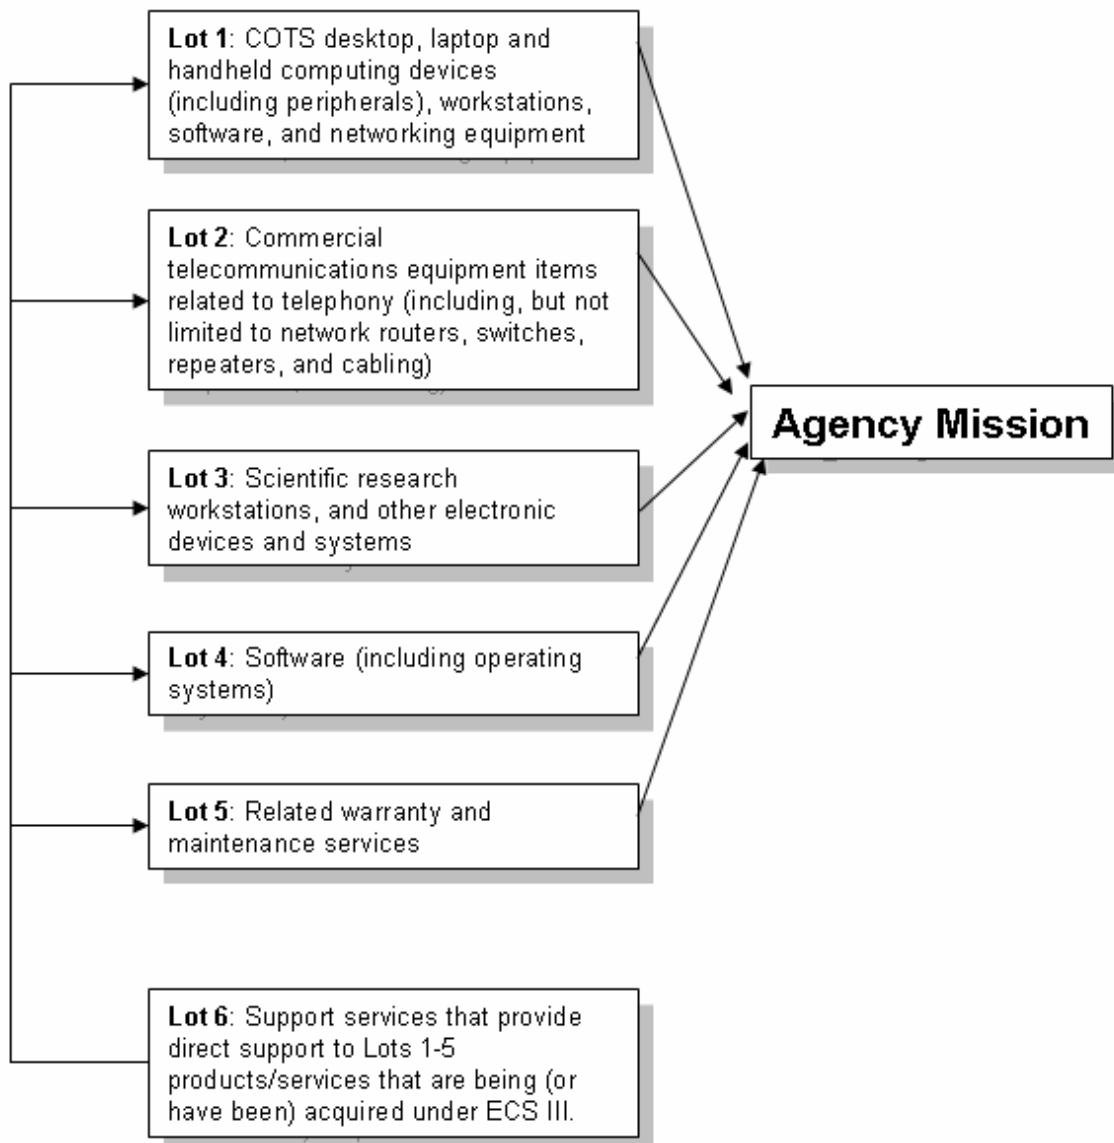 Lot 1: COTS desktop, laptop and
handheld computing devices
(including peripherals), workstations,
software, and networking equipment
Lot 2: Commercial
telecommunications equipment items
related to telephony (including, but not
limited to network routers, switches,
repeaters, and cabling)
Agency Mission
Lot 3: Scientific research
workstations, and other electronic
devices and systems
Lot 4: Software (including operating
systems)
Lot 5: Related warranty and
maintenance services
Lot 6: Support services that provide
direct support to Lots 1-5
products/services that are being (or
have been) acquired under ECS III.